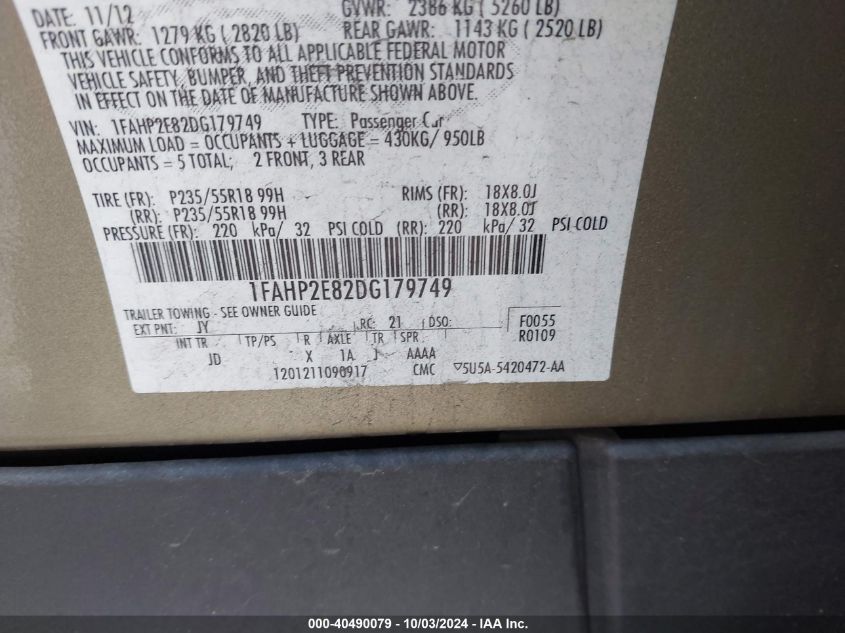 DATE: 11/12 GVWR: 2386 KG ( 5260 LB)
FRONT GAWR: 1279 KG ( 2820 LB) REAR GAWR: 1143 KG ( 2520 LB)
THIS VEHICLE CONFORMS TO ALL APPLICABLE FEDERAL MOTOR
VEHICLE SAFETY, BUMPER, AND THEFT PREVENTION STANDARDS
IN EFFECT ON THE DATE OF MANUFACTURE SHOWN ABOVE.
VIN: 1FAHP2E82DG179749 TYPE: Passenger Car
MAXIMUM LOAD = OCCUPANTS + LUGGAGE = 430KG/ 950LB
OCCUPANTS = 5 TOTAL; 2 FRONT, 3 REAR
TIRE (FR): P235/55R18 99H RIMS (FR): 18X8.0J
(RR): P235/55R18 99H (RR): 18X8.0J
PRESSURE (FR): 220 kPa/ 32 PSI COLD (RR): 220 kPa/ 32 PSI COLD
1FAHP2E82DG179749
TRAILER TOWING - SEE OWNER GUIDE
EXT PNT: JY RC: 21 DSO: F0055
INT TR TP/PS R AXLE TR SPR R0109
JD X 1A J AAAA
1201211090917 CMC 5U5A-5420472-AA
000-40490079 - 10/03/2024 - IAA Inc.